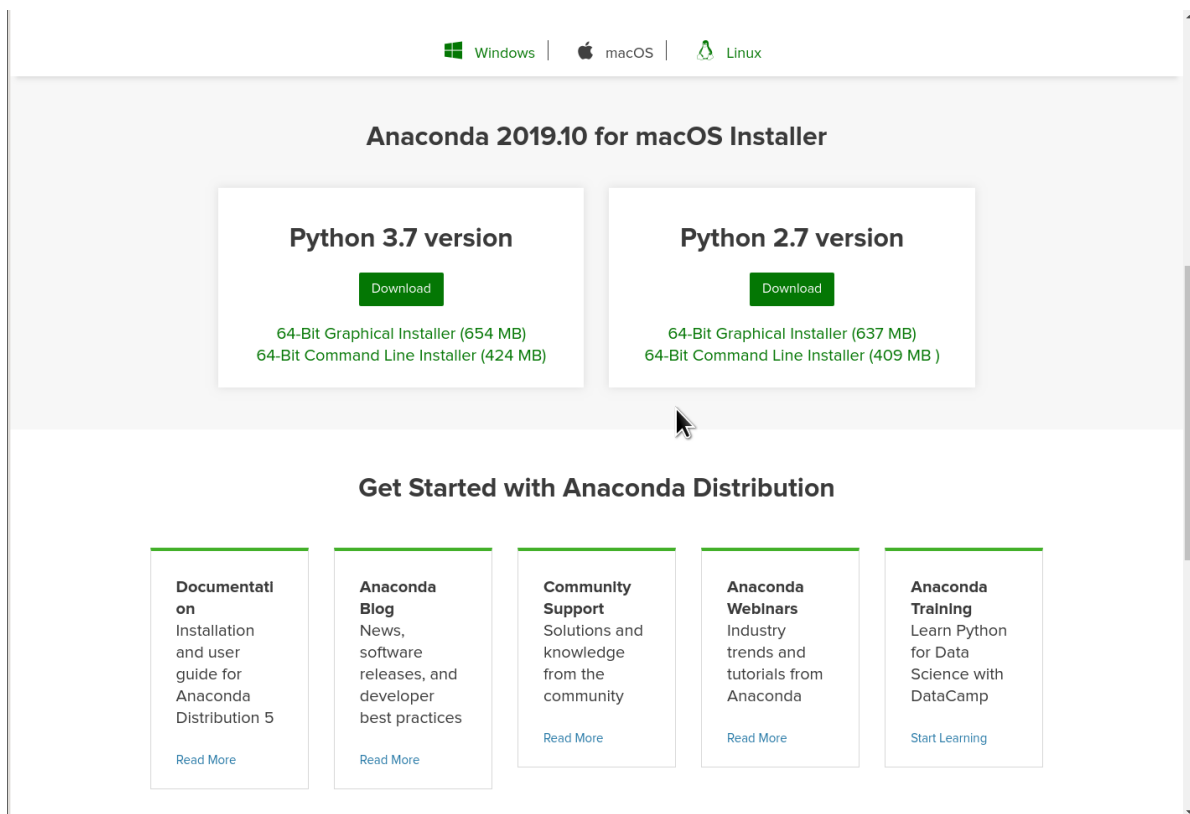 Windows
macOS
Linux
Anaconda 2019.10 for macOS Installer
Python 3.7 version
Download
64-Bit Graphical Installer (654 MB)
64-Bit Command Line Installer (424 MB)
Python 2.7 version
Download
64-Bit Graphical Installer (637 MB)
64-Bit Command Line Installer (409 MB )
Get Started with Anaconda Distribution
Documentati
on
Installation
and user
guide for
Anaconda
Distribution 5
Read More
Anaconda
Blog
News,
software
releases, and
developer
best practices
Read More
Community
Support
Solutions and
knowledge
from the
community
Read More
Anaconda
Webinars
Industry
trends and
tutorials from
Anaconda
Read More
Anaconda
Training
Learn Python
for Data
Science with
DataCamp
Start Learning